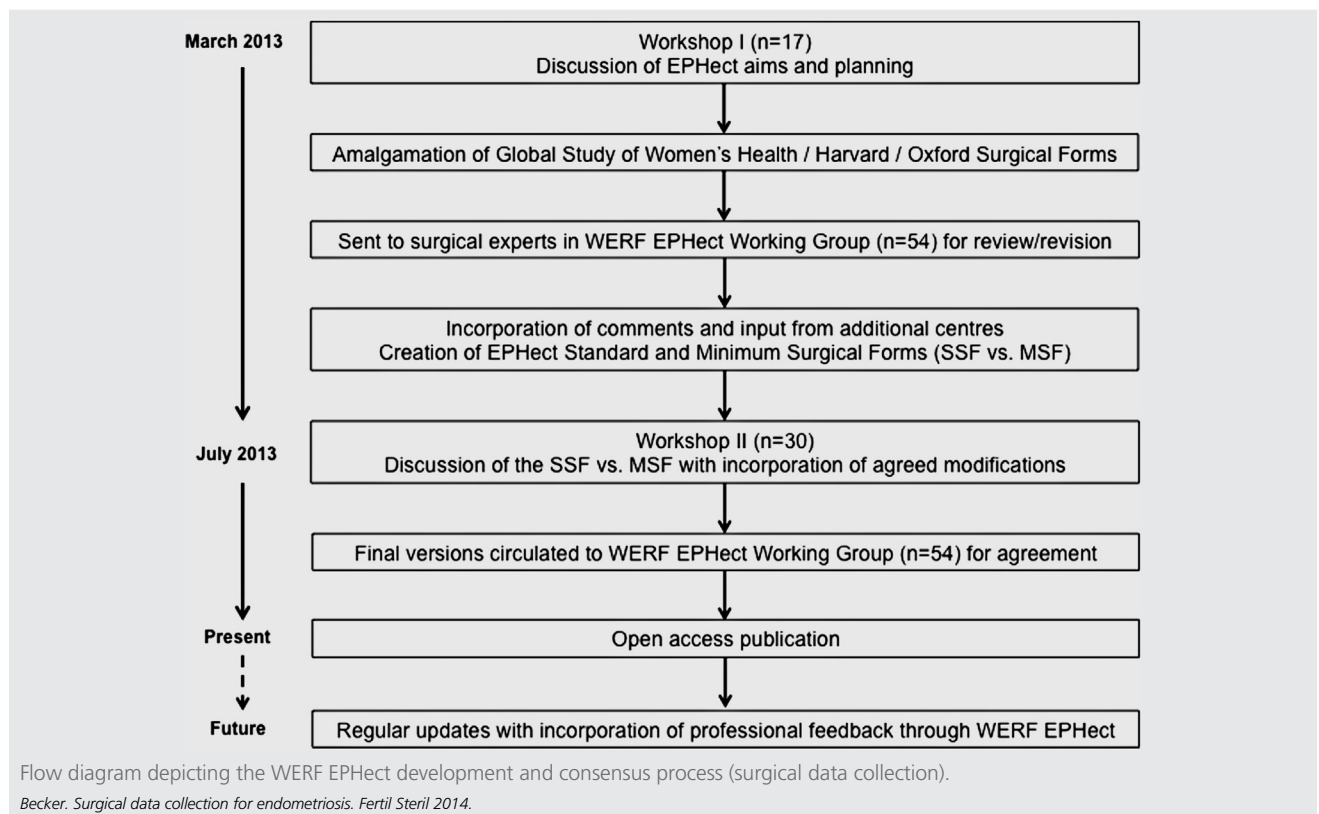 March 2013
Workshop I (n=17)
Discussion of EPHect aims and planning
Amalgamation of Global Study of Women's Health / Harvard / Oxford Surgical Forms
Sent to surgical experts in WERF EPHect Working Group (n=54) for review/revision
Incorporation of comments and input from additional centres
Creation of EPHect Standard and Minimum Surgical Forms (SSF vs. MSF)
July 2013
Workshop II (n=30)
Discussion of the SSF vs. MSF with incorporation of agreed modifications
Final versions circulated to WERF EPHect Working Group (n=54) for agreement
Present
Open access publication
Future
Regular updates with incorporation of professional feedback through WERF EPHect
Flow diagram depicting the WERF EPHect development and consensus process (surgical data collection).
Becker. Surgical data collection for endometriosis. Fertil Steril 2014.